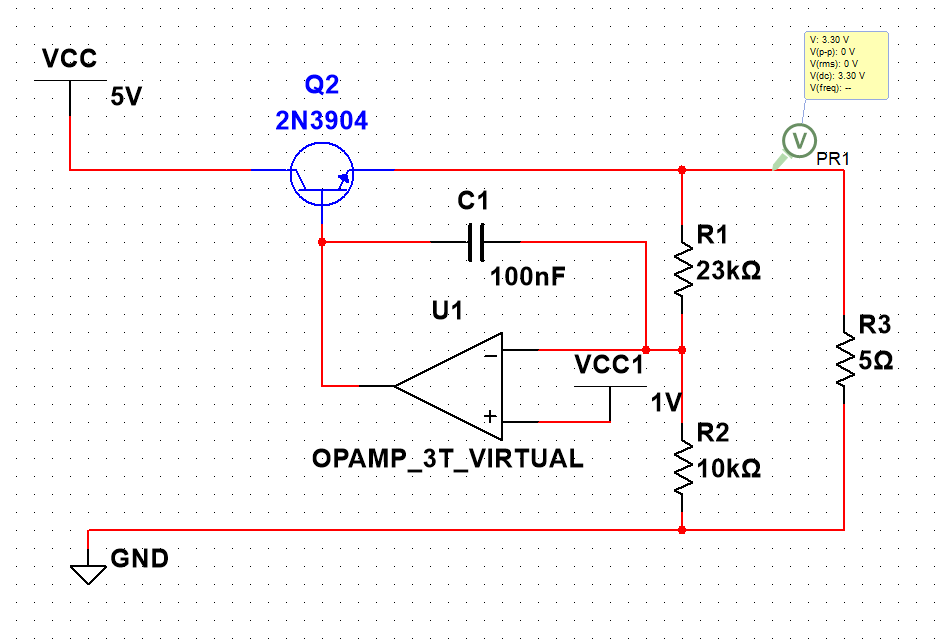 V: 3.30 V
V(p-p): 0 V
V(rms): 0 V
V(dc): 3.30 V
V(freq): --
VCC
5V
Q2
2N3904
V
PR1
C1
100nF
R1
23kΩ
U1
R3
5Ω
VCC1
1V
R2
10kΩ
OPAMP_3T_VIRTUAL
GND